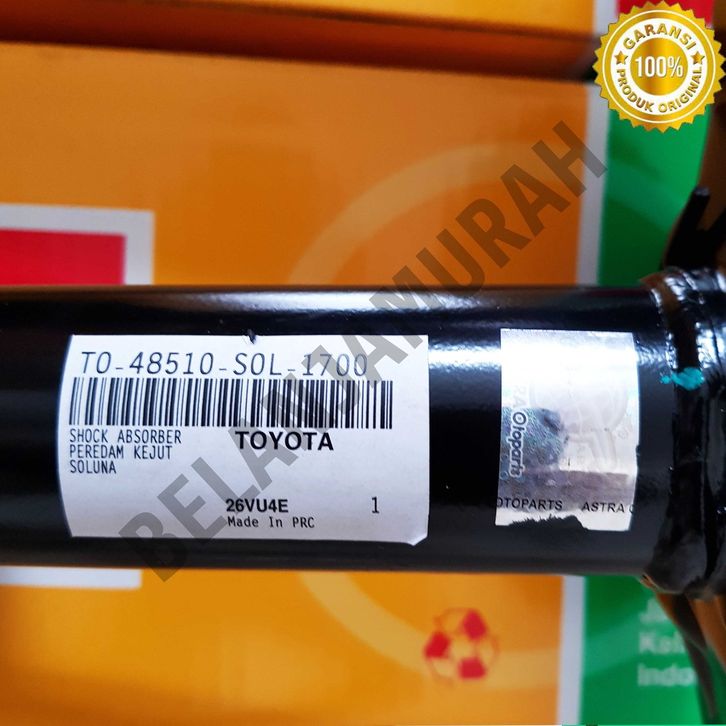 GARANSI
100%
PRODUK ORIGINAL
BELANJAMURAH
TO-48510-SOL-1700
SHOCK ABSORBER
PEREDAM KEJUT
SOLUNA
TOYOTA
26VU4E
1
Made In PRC
Otoparts
OTOPARTS
ASTRA